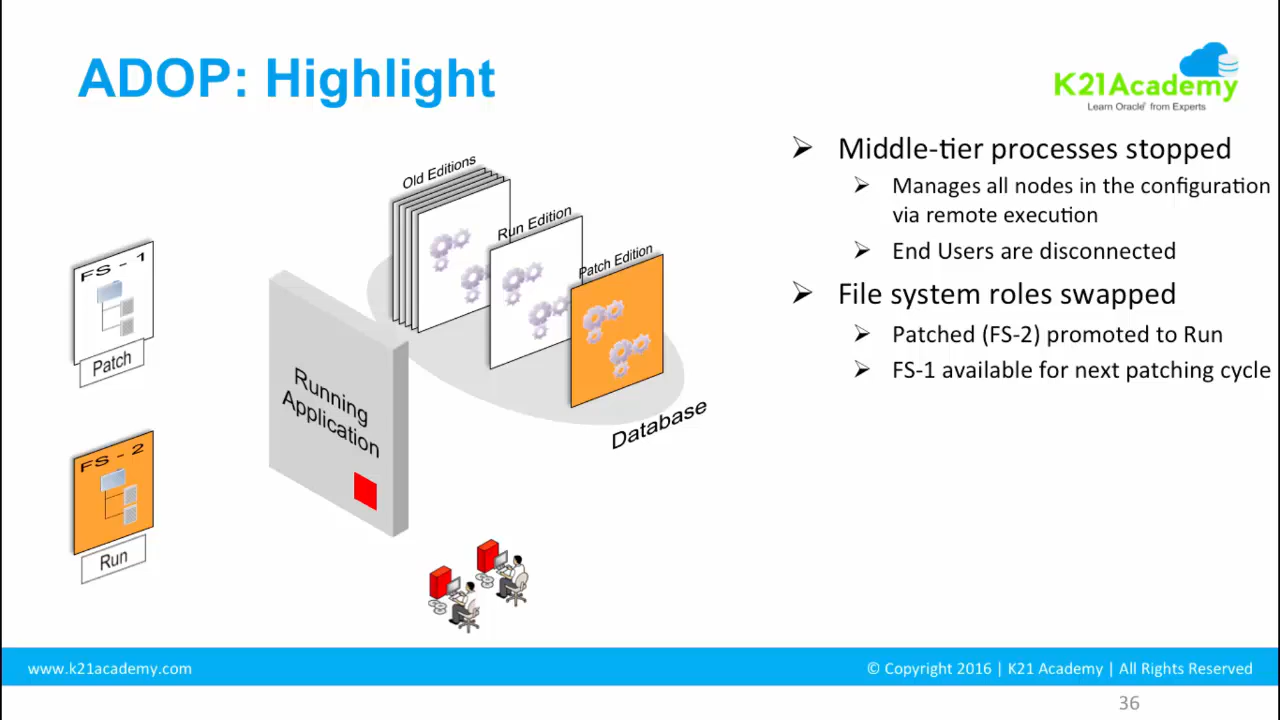 ADOP: Highlight
K21Academy
Learn Oracle' from Experts
Middle-tier processes stopped
Manages all nodes in the configuration
via remote execution
End Users are disconnected
File system roles swapped
Patched (FS-2) promoted to Run
FS-1 available for next patching cycle
Old Editions
Run Edition
Patch Edition
FS - 1
Patch
Running
Application
Database
FS - 2
Run
www.k21academy.com
© Copyright 2016 | K21 Academy | All Rights Reserved
36